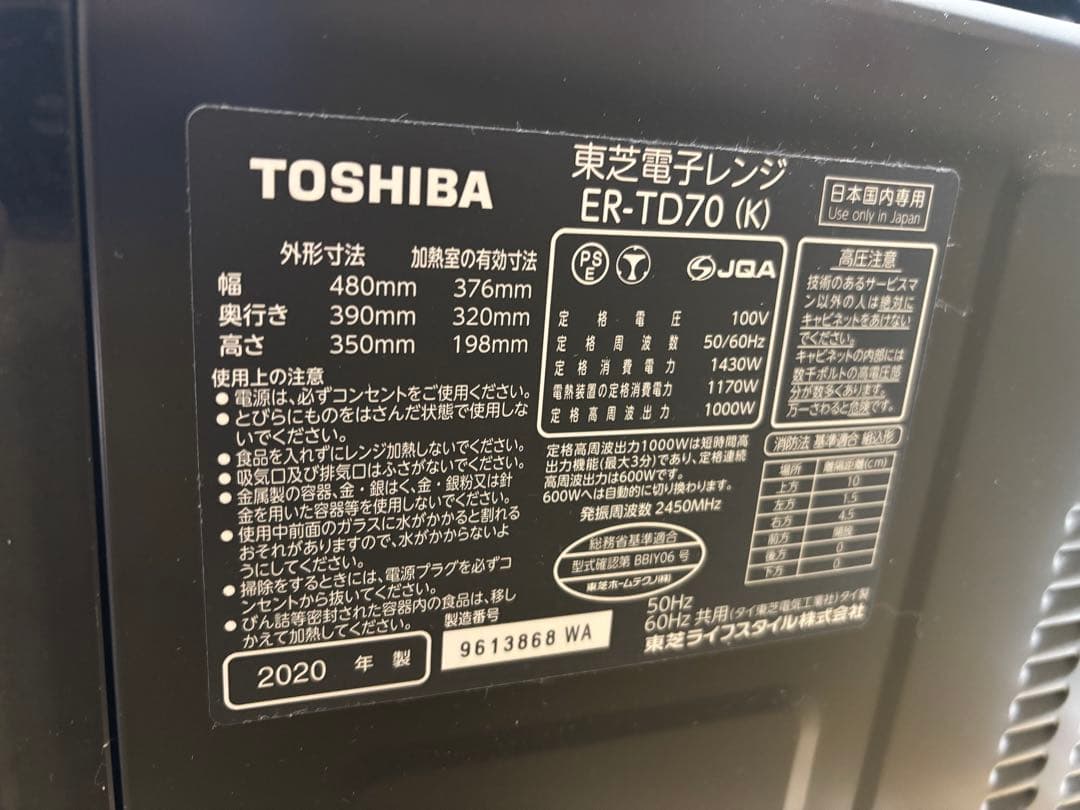 TOSHIBA
東芝電子レンジ
ER-TD70 (K)
日本国内専用
Use only in Japan
外形寸法 加熱室の有効寸法
幅 480mm 376mm
奥行き 390mm 320mm
高さ 350mm 198mm
使用上の注意
● 電源は、必ずコンセントをご使用ください。
● とびらにものをはさんだ状態で使用しな
いでください。
● 食品を入れずにレンジ加熱しないでください。
● 吸気口及び排気口はふさがないでください。
● 金属製の容器、金・銀はく、金・銀粉又は針
金を用いた容器等を使用しないでください。
● 使用中前面のガラスに水がかかると割れる
おそれがありますので、水がかからないよ
うにしてください。
● 掃除をするときには、電源プラグを必ずコ
ンセントから抜いてください。
● びん詰等密封された容器内の食品は、移し
かえて加熱してください。
2020 年 製
製造番号
9613868 WA
PS
E
JQA
定格電圧 100V
定格周波数 50/60Hz
定格消費電力 1430W
電熱装置の定格消費電力 1170W
定格高周波出力 1000W
定格高周波出力1000Wは短時間高
出力機能(最大3分)であり、定格連続
高周波出力は600Wです。
600Wへは自動的に切り換わります。
発振周波数 2450MHz
総務省基準適合
型式確認第 BBIY06 号
東芝ホームテクノ(株)
50Hz
60Hz 共用 (タイ東芝電気工業社) タイ製
東芝ライフスタイル株式会社
高圧注意
技術のあるサービスマ
ン以外の人は絶対に
キャビネットをあけない
でください。
キャビネットの内部には
数千ボルトの高電圧部
分が数多くあります。
万一さわると危険です。
消防法 基準適合 組込形
場所 離隔距離(cm)
上方 10
左方 1.5
右方 4.5
前方 開放
後方 0
下方 0